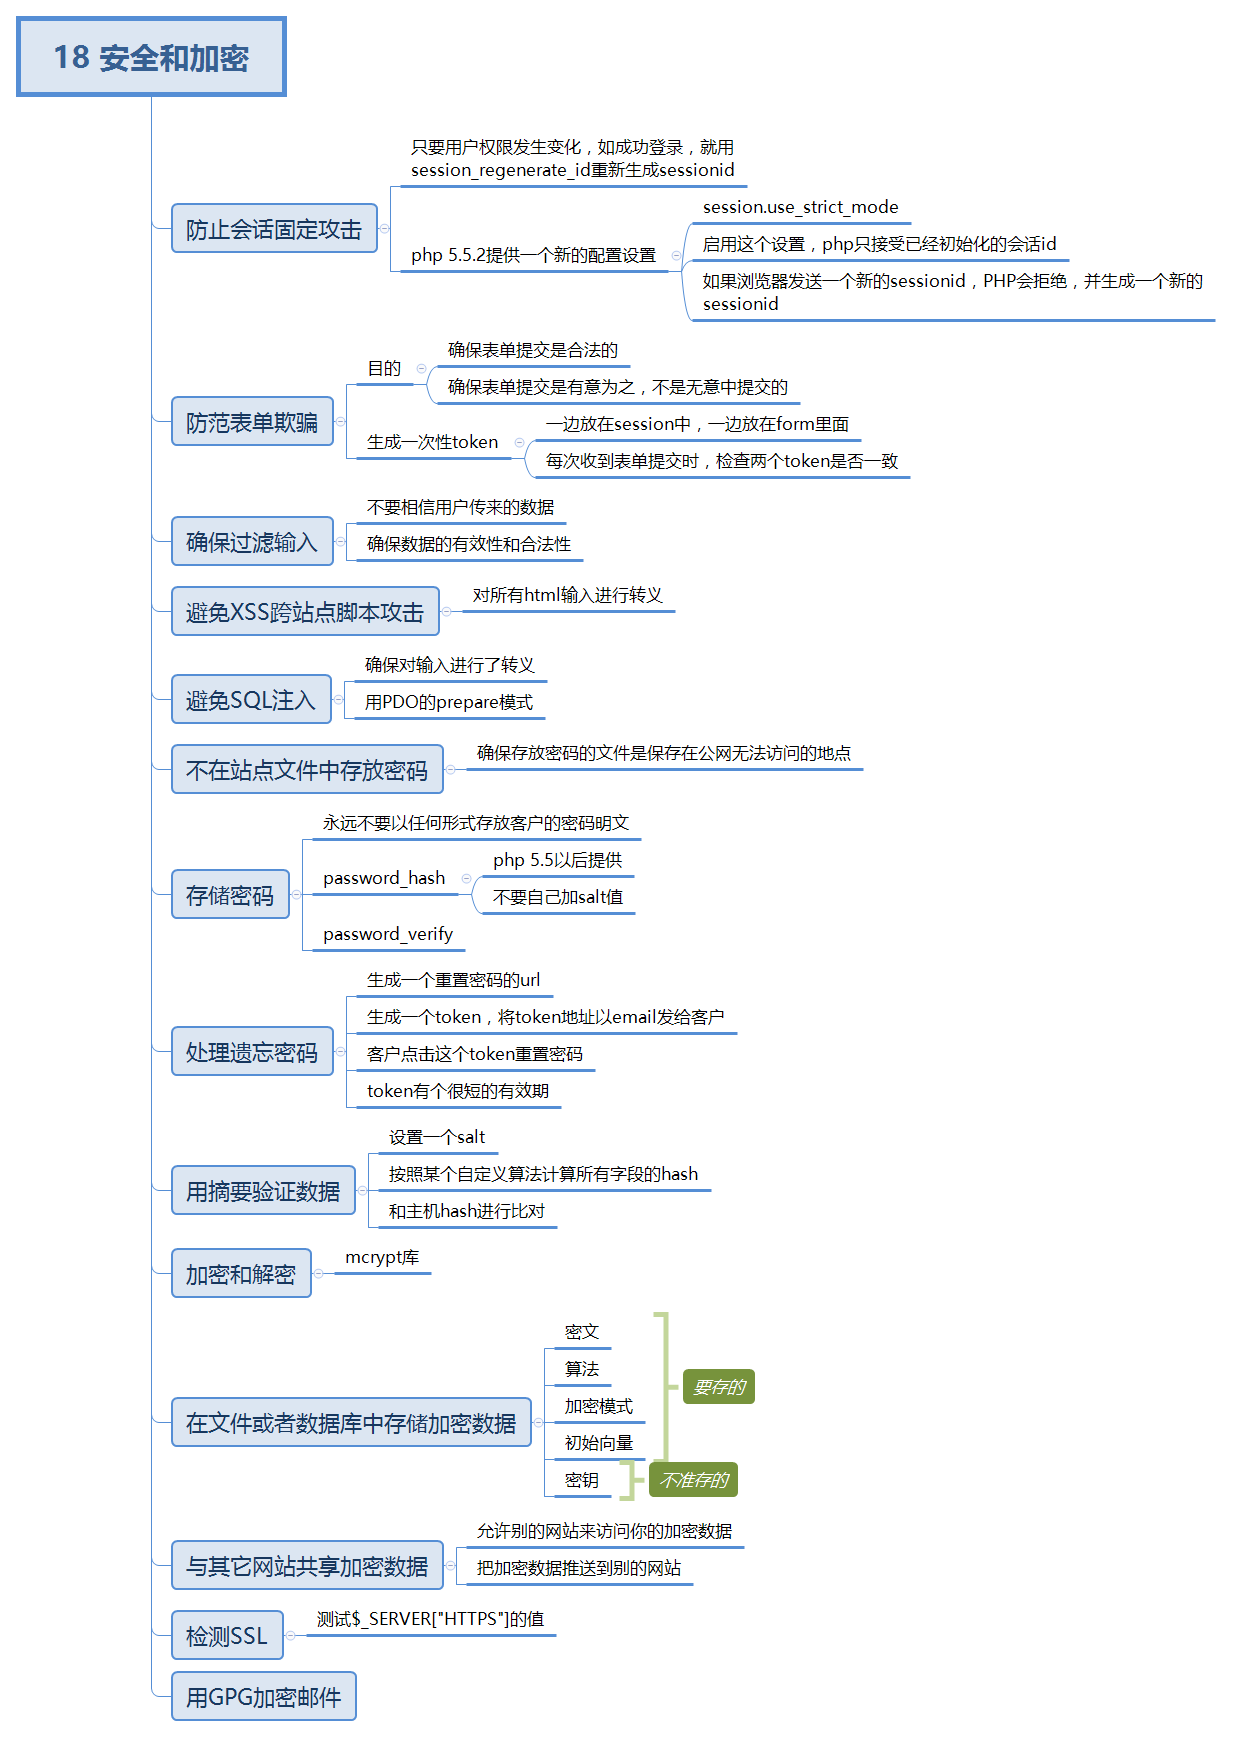 18 安全和加密
防止会话固定攻击
只要用户权限发生变化，如成功登录，就用
session_regenerate_id重新生成sessionid
php 5.5.2提供一个新的配置设置
session.use_strict_mode
启用这个设置，php只接受已经初始化的会话id
如果浏览器发送一个新的sessionid，PHP会拒绝，并生成一个新的
sessionid
防范表单欺骗
目的
确保表单提交是合法的
确保表单提交是有意为之，不是无意中提交的
生成一次性token
一边放在session中，一边放在form里面
每次收到表单提交时，检查两个token是否一致
确保过滤输入
不要相信用户传来的数据
确保数据的有效性和合法性
避免XSS跨站点脚本攻击
对所有html输入进行转义
避免SQL注入
确保对输入进行了转义
用PDO的prepare模式
不在站点文件中存放密码
确保存放密码的文件是保存在公网无法访问的地点
存储密码
永远不要以任何形式存放客户的密码明文
password_hash
php 5.5以后提供
不要自己加salt值
password_verify
处理遗忘密码
生成一个重置密码的url
生成一个token，将token地址以email发给客户
客户点击这个token重置密码
token有个很短的有效期
用摘要验证数据
设置一个salt
按照某个自定义算法计算所有字段的hash
和主机hash进行比对
加密和解密
mcrypt库
在文件或者数据库中存储加密数据
密文
算法
加密模式
初始向量
要存的
密钥
不准存的
与其它网站共享加密数据
允许别的网站来访问你的加密数据
把加密数据推送到别的网站
检测SSL
测试$_SERVER["HTTPS"]的值
用GPG加密邮件